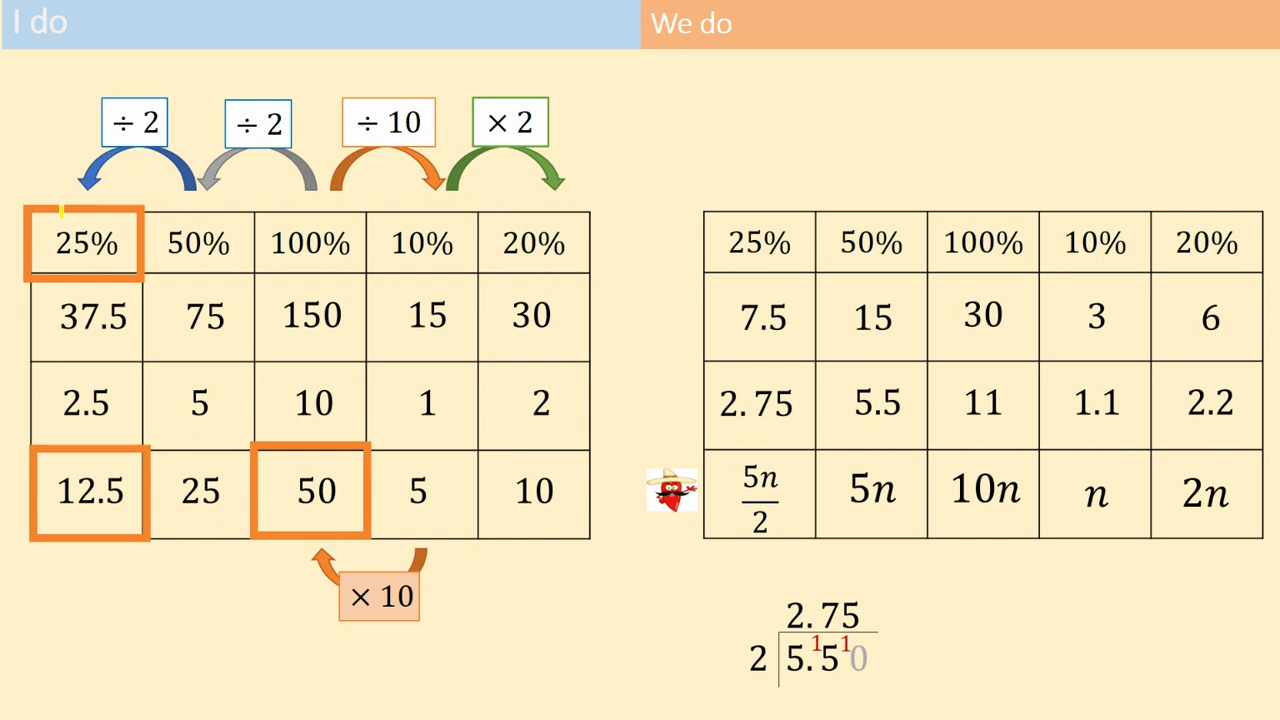 I do
We do
÷ 2
÷ 2
÷ 10
× 2
25% 50% 100% 10% 20%
37.5 75 150 15 30
2.5 5 10 1 2
12.5 25 50 5 10
× 10
25% 50% 100% 10% 20%
7.5 15 30 3 6
2.75 5.5 11 1.1 2.2
5n/2 5n 10n n 2n
2.75
2 5.¹5¹0